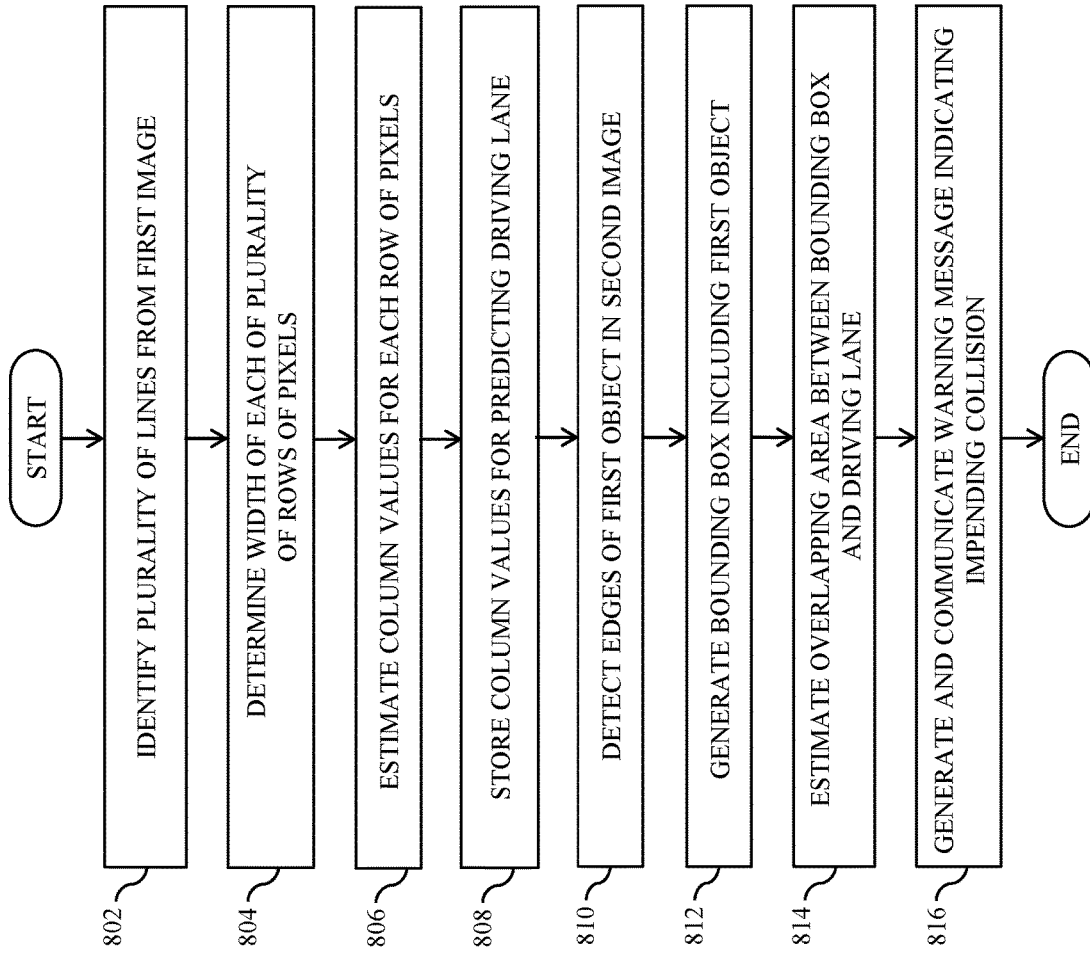 START
802
IDENTIFY PLURALITY OF LINES FROM FIRST IMAGE
804
DETERMINE WIDTH OF EACH OF PLURALITY
OF ROWS OF PIXELS
806
ESTIMATE COLUMN VALUES FOR EACH ROW OF PIXELS
808
STORE COLUMN VALUES FOR PREDICTING DRIVING LANE
810
DETECT EDGES OF FIRST OBJECT IN SECOND IMAGE
812
GENERATE BOUNDING BOX INCLUDING FIRST OBJECT
814
ESTIMATE OVERLAPPING AREA BETWEEN BOUNDING BOX
AND DRIVING LANE
816
GENERATE AND COMMUNICATE WARNING MESSAGE INDICATING
IMPENDING COLLISION
END